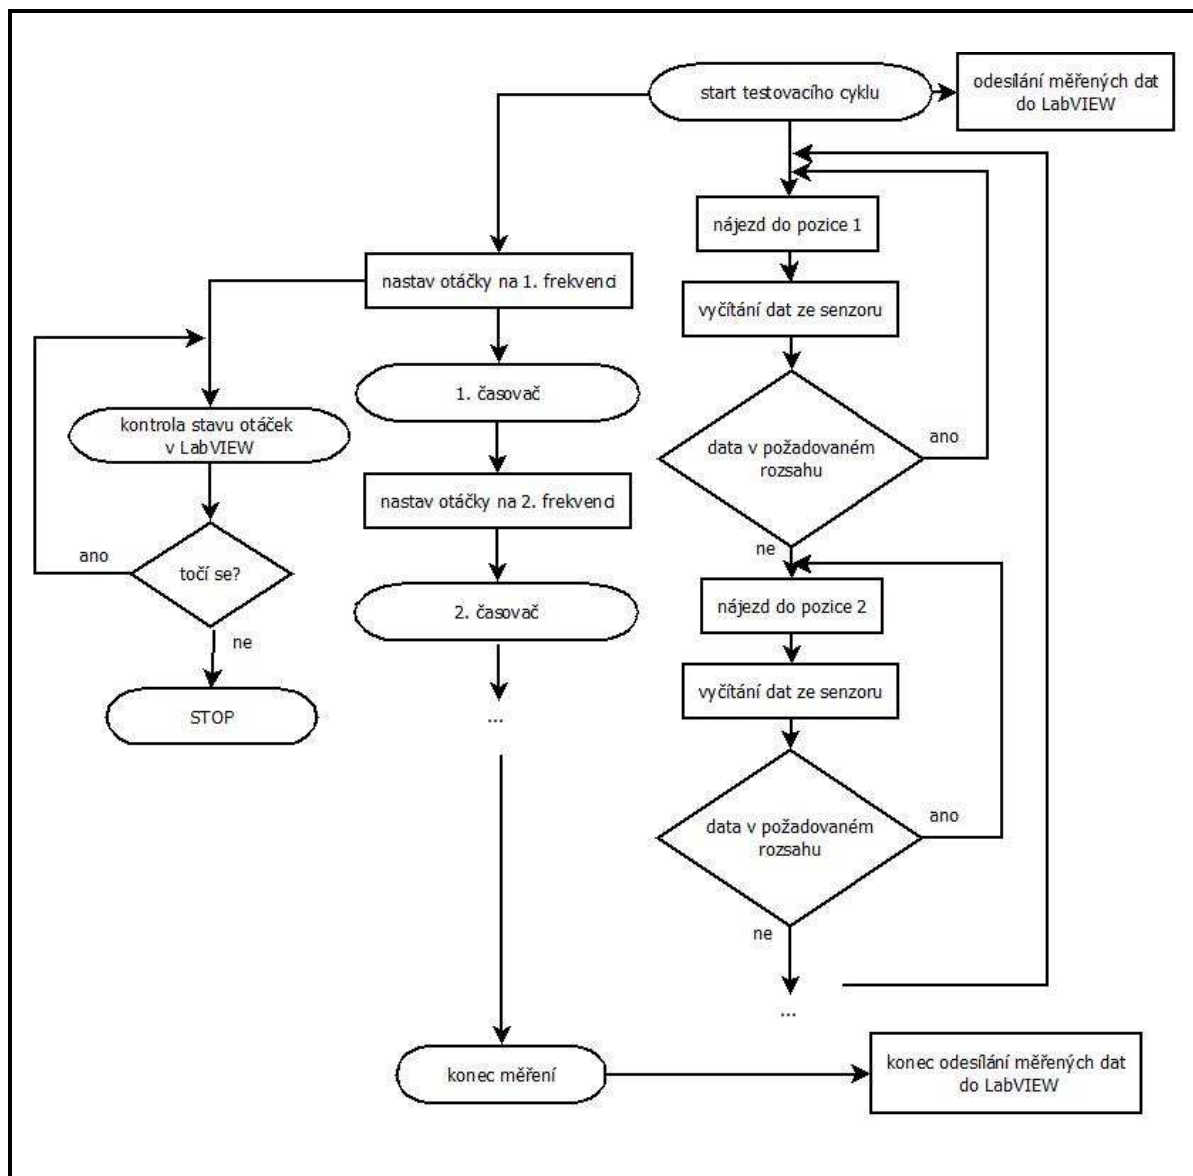 start testovacího cyklu
odesílání měřených dat
do LabVIEW
nájezd do pozice 1
nastav otáčky na 1. frekvenci
vyčítání dat ze senzoru
1. časovač
kontrola stavu otáček
v LabVIEW
data v požadovaném
rozsahu
ano
nastav otáčky na 2. frekvenci
ne
ano
točí se?
nájezd do pozice 2
2. časovač
ne
vyčítání dat ze senzoru
STOP
...
data v požadovaném
rozsahu
ano
ne
...
konec měření
konec odesílání měřených dat
do LabVIEW